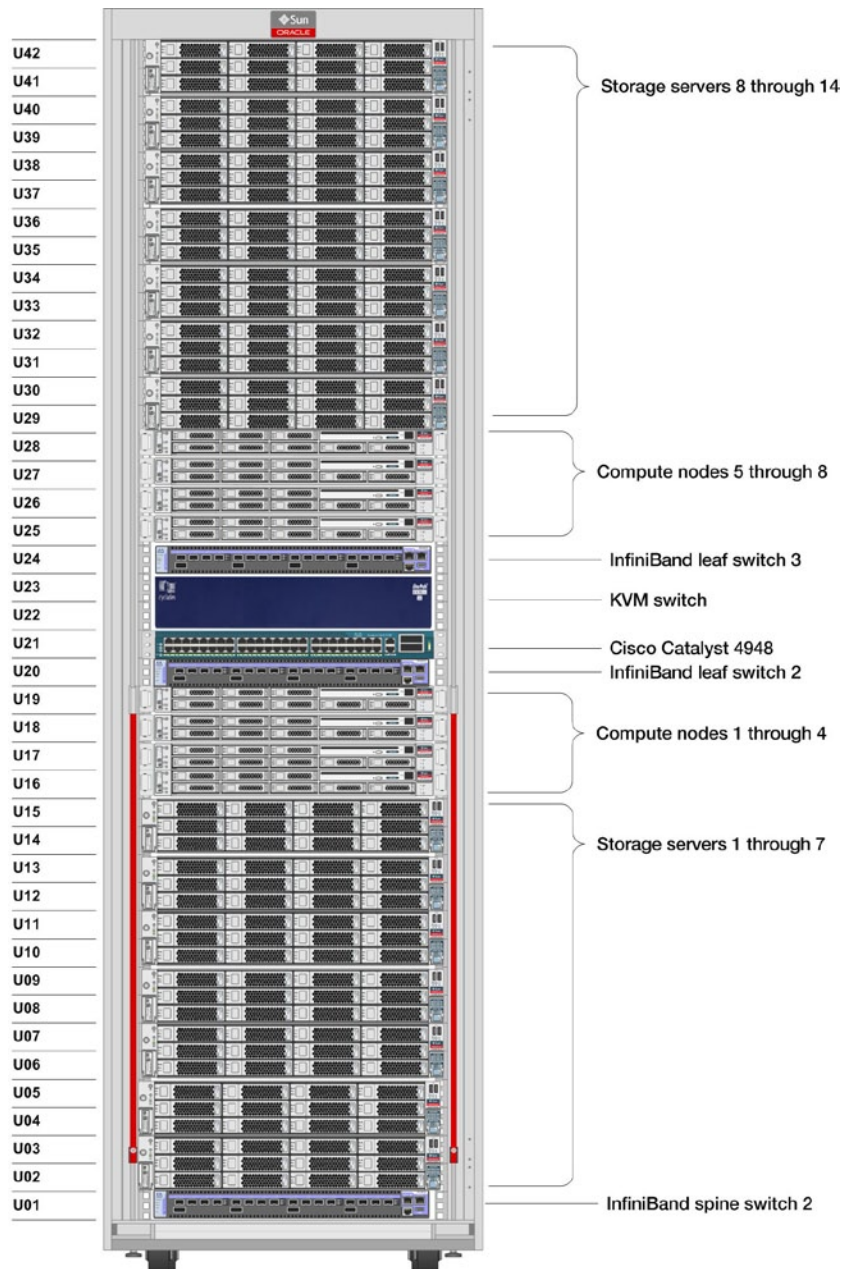 Sun
ORACLE
U42
U41
Storage servers 8 through 14
U40
U39
U38
U37
U36
U35
U34
U33
U32
U31
U30
U29
U28
U27
Compute nodes 5 through 8
U26
U25
U24
InfiniBand leaf switch 3
U23
KVM switch
U22
U21
Cisco Catalyst 4948
U20
InfiniBand leaf switch 2
U19
U18
Compute nodes 1 through 4
U17
U16
U15
U14
Storage servers 1 through 7
U13
U12
U11
U10
U09
U08
U07
U06
U05
U04
U03
U02
U01
InfiniBand spine switch 2